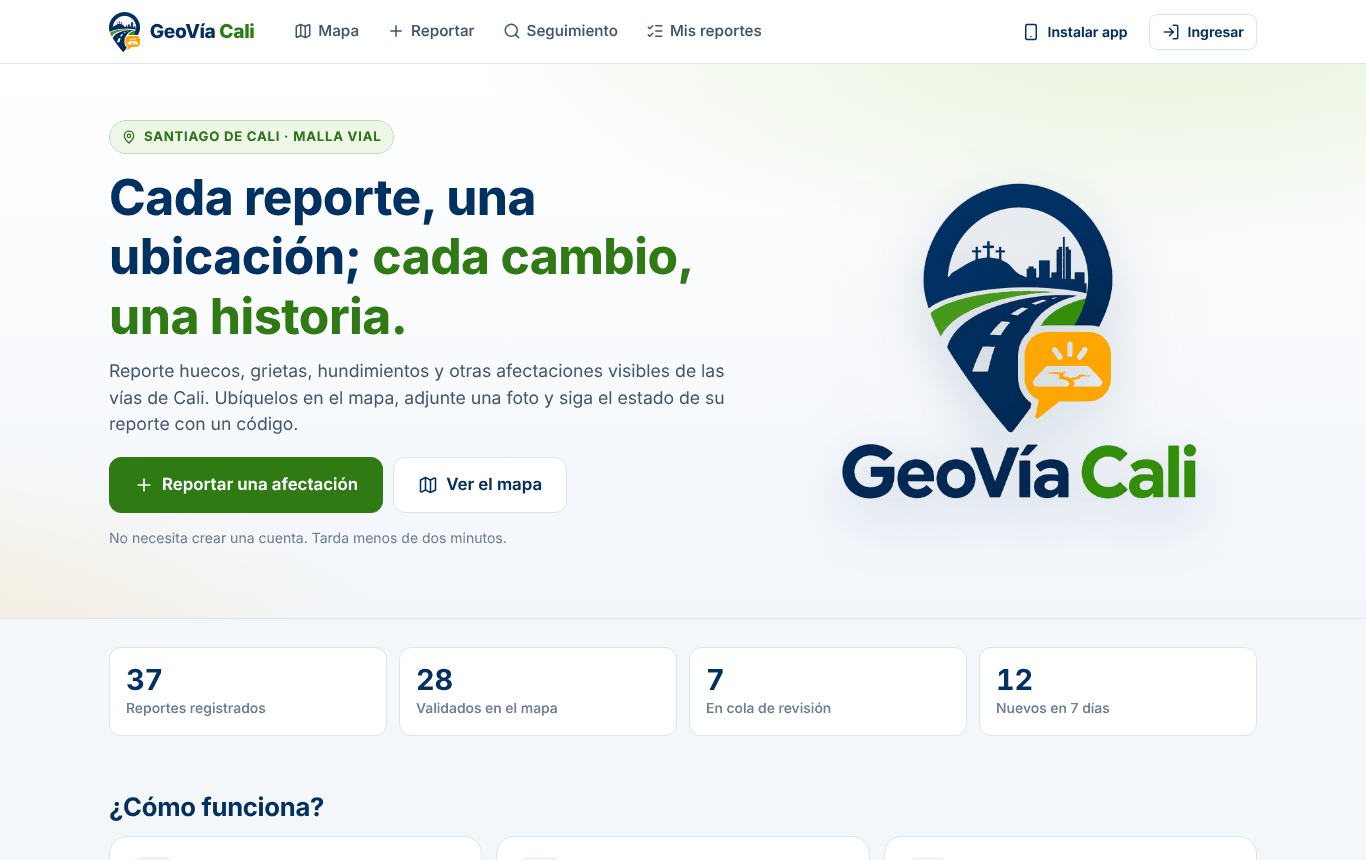 GeoVía Cali
Mapa
Reportar
Seguimiento
Mis reportes
Instalar app
Ingresar
SANTIAGO DE CALI · MALLA VIAL
Cada reporte, una
ubicación; cada cambio,
una historia.
Reporte huecos, grietas, hundimientos y otras afectaciones visibles de las
vías de Cali. Ubíquelos en el mapa, adjunte una foto y siga el estado de su
reporte con un código.
Reportar una afectación
Ver el mapa
No necesita crear una cuenta. Tarda menos de dos minutos.
GeoVía Cali
37
Reportes registrados
28
Validados en el mapa
7
En cola de revisión
12
Nuevos en 7 días
¿Cómo funciona?